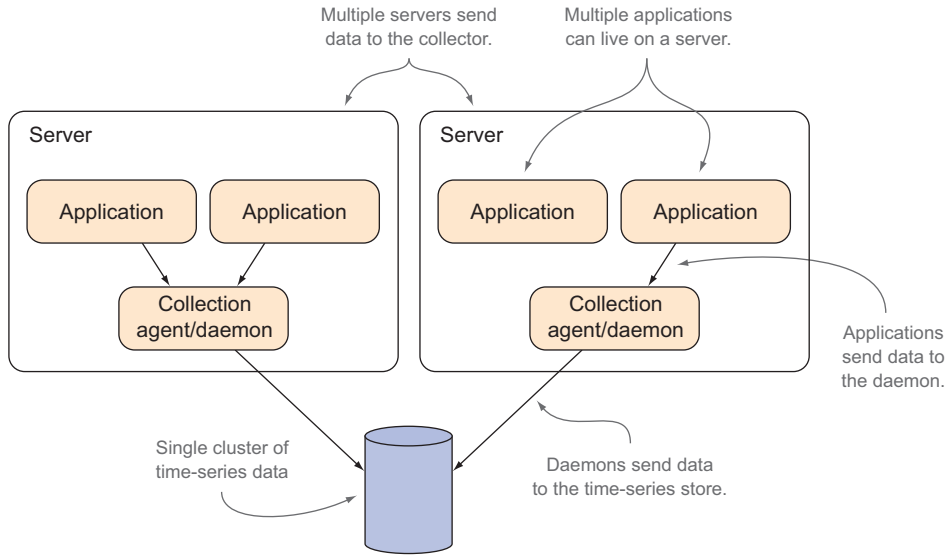 Multiple servers send
data to the collector.
Multiple applications
can live on a server.
Server
Server
Application
Application
Application
Application
Collection
agent/daemon
Collection
agent/daemon
Applications
send data to
the daemon.
Single cluster of
time-series data
Daemons send data
to the time-series store.